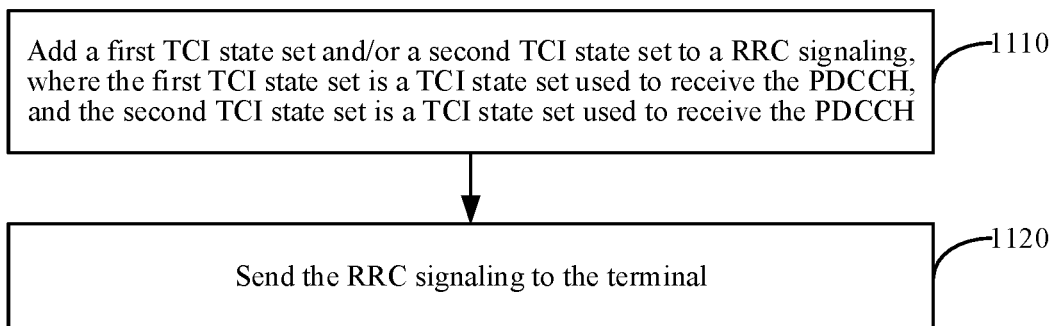 Add a first TCI state set and/or a second TCI state set to a RRC signaling,
where the first TCI state set is a TCI state set used to receive the PDCCH,
and the second TCI state set is a TCI state set used to receive the PDCCH
1110
Send the RRC signaling to the terminal
1120